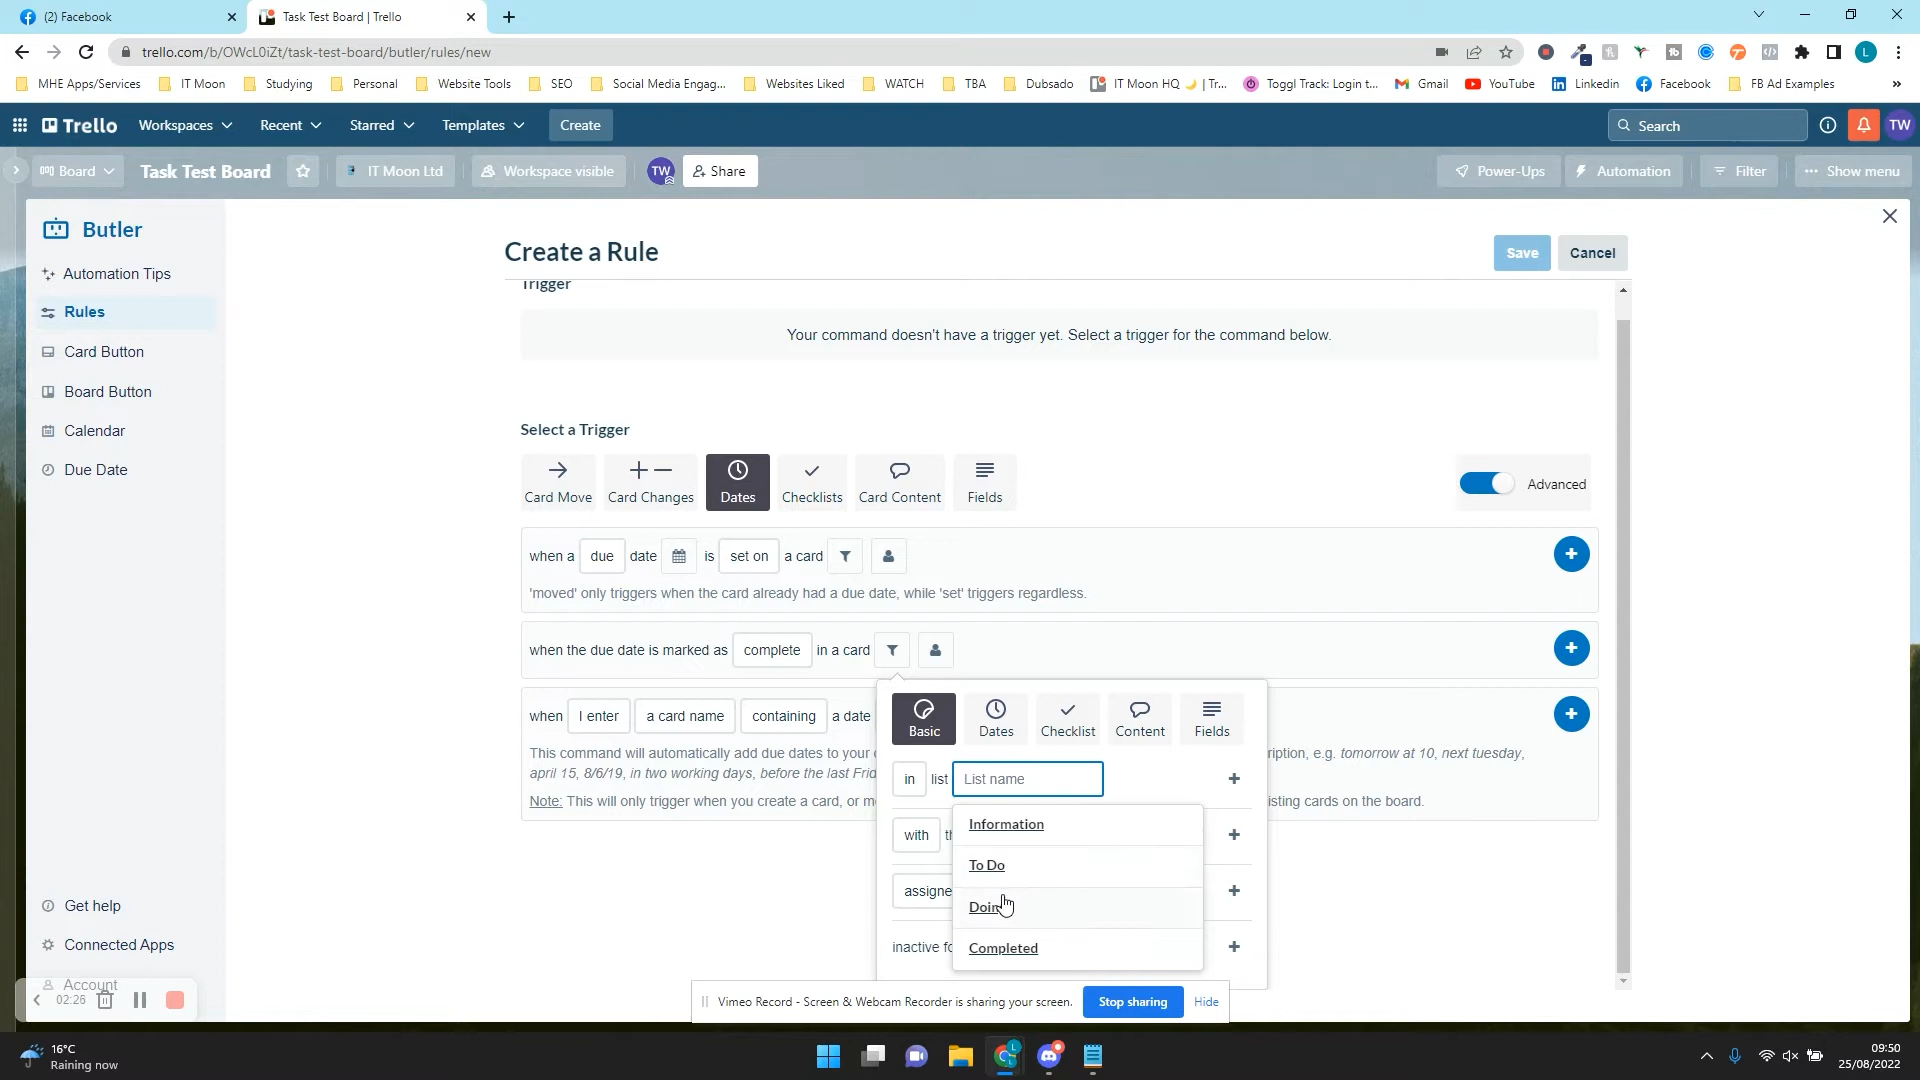 (2) Facebook
Task Test Board | Trello
trello.com/b/OWcL0iZt/task-test-board/butler/rules/new
MHE Apps/Services
IT Moon
Studying
Personal
Website Tools
SEO
Social Media Engag...
Websites Liked
WATCH
TBA
Dubsado
IT Moon HQ 🌙 | Tr...
Toggl Track: Login t...
Gmail
YouTube
Linkedin
Facebook
FB Ad Examples
»
Trello
Workspaces
Recent
Starred
Templates
Create
Search
TW
Board
Task Test Board
IT Moon Ltd
Workspace visible
TW
Share
Power-Ups
Automation
Filter
Show menu
Butler
Automation Tips
Rules
Card Button
Board Button
Calendar
Due Date
Get help
Connected Apps
Account
02:26
Create a Rule
Save
Cancel
Trigger
Your command doesn't have a trigger yet. Select a trigger for the command below.
Select a Trigger
Card Move
Card Changes
Dates
Checklists
Card Content
Fields
Advanced
when a due date is set on a card
'moved' only triggers when the card already had a due date, while 'set' triggers regardless.
when the due date is marked as complete in a card
when I enter a card name containing a date
This command will automatically add due dates to your ription, e.g. tomorrow at 10, next tuesday,
april 15, 8/6/19, in two working days, before the last Frid
Note: This will only trigger when you create a card, or isting cards on the board.
Basic
Dates
Checklist
Content
Fields
in list List name
Information
To Do
Completed
with
assigne
inactive fo
Vimeo Record - Screen & Webcam Recorder is sharing your screen.
Stop sharing
Hide
16°C
Raining now
09:50
25/08/2022